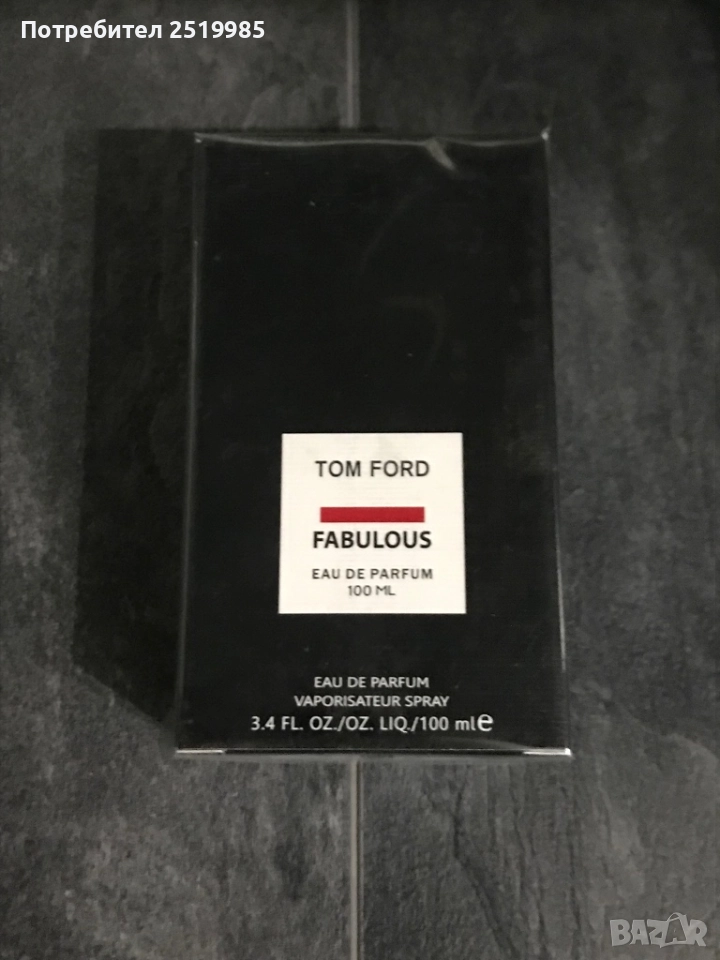 Потребител 2519985
TOM FORD
FABULOUS
EAU DE PARFUM
100 ML
EAU DE PARFUM
VAPORISATEUR SPRAY
3.4 FL. OZ./OZ. LIQ./100 ml e
BAZAR